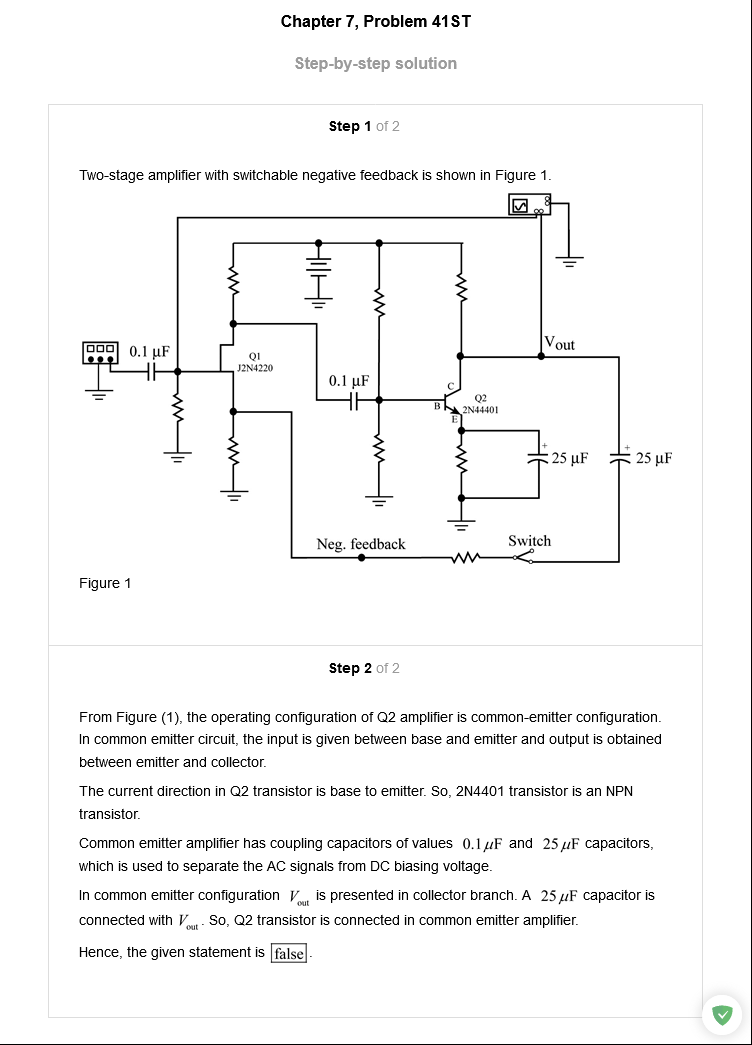 Chapter 7, Problem 41ST
Step-by-step solution
Step 1 of 2
Two-stage amplifier with switchable negative feedback is shown in Figure 1.
Vout
0.1 μF
Q1
J2N4220
0.1 μF
C
Q2
B
2N44401
E
+
25 μF
+
25 μF
Neg. feedback
Switch
Figure 1
Step 2 of 2
From Figure (1), the operating configuration of Q2 amplifier is common-emitter configuration.
In common emitter circuit, the input is given between base and emitter and output is obtained
between emitter and collector.
The current direction in Q2 transistor is base to emitter. So, 2N4401 transistor is an NPN
transistor.
Common emitter amplifier has coupling capacitors of values 0.1 μF and 25 μF capacitors,
which is used to separate the AC signals from DC biasing voltage.
In common emitter configuration Vout is presented in collector branch. A 25 μF capacitor is
connected with Vout. So, Q2 transistor is connected in common emitter amplifier.
Hence, the given statement is false.